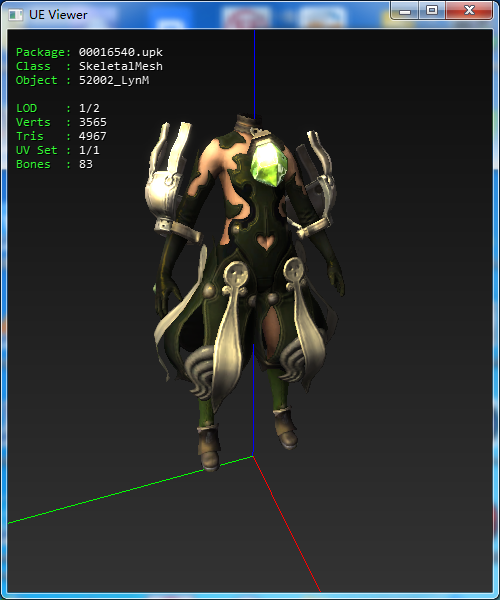 UE Viewer
Package: 00016540.upk
Class : SkeletalMesh
Object : 52002_LynM
LOD : 1/2
Verts : 3565
Tris : 4967
UV Set : 1/1
Bones : 83